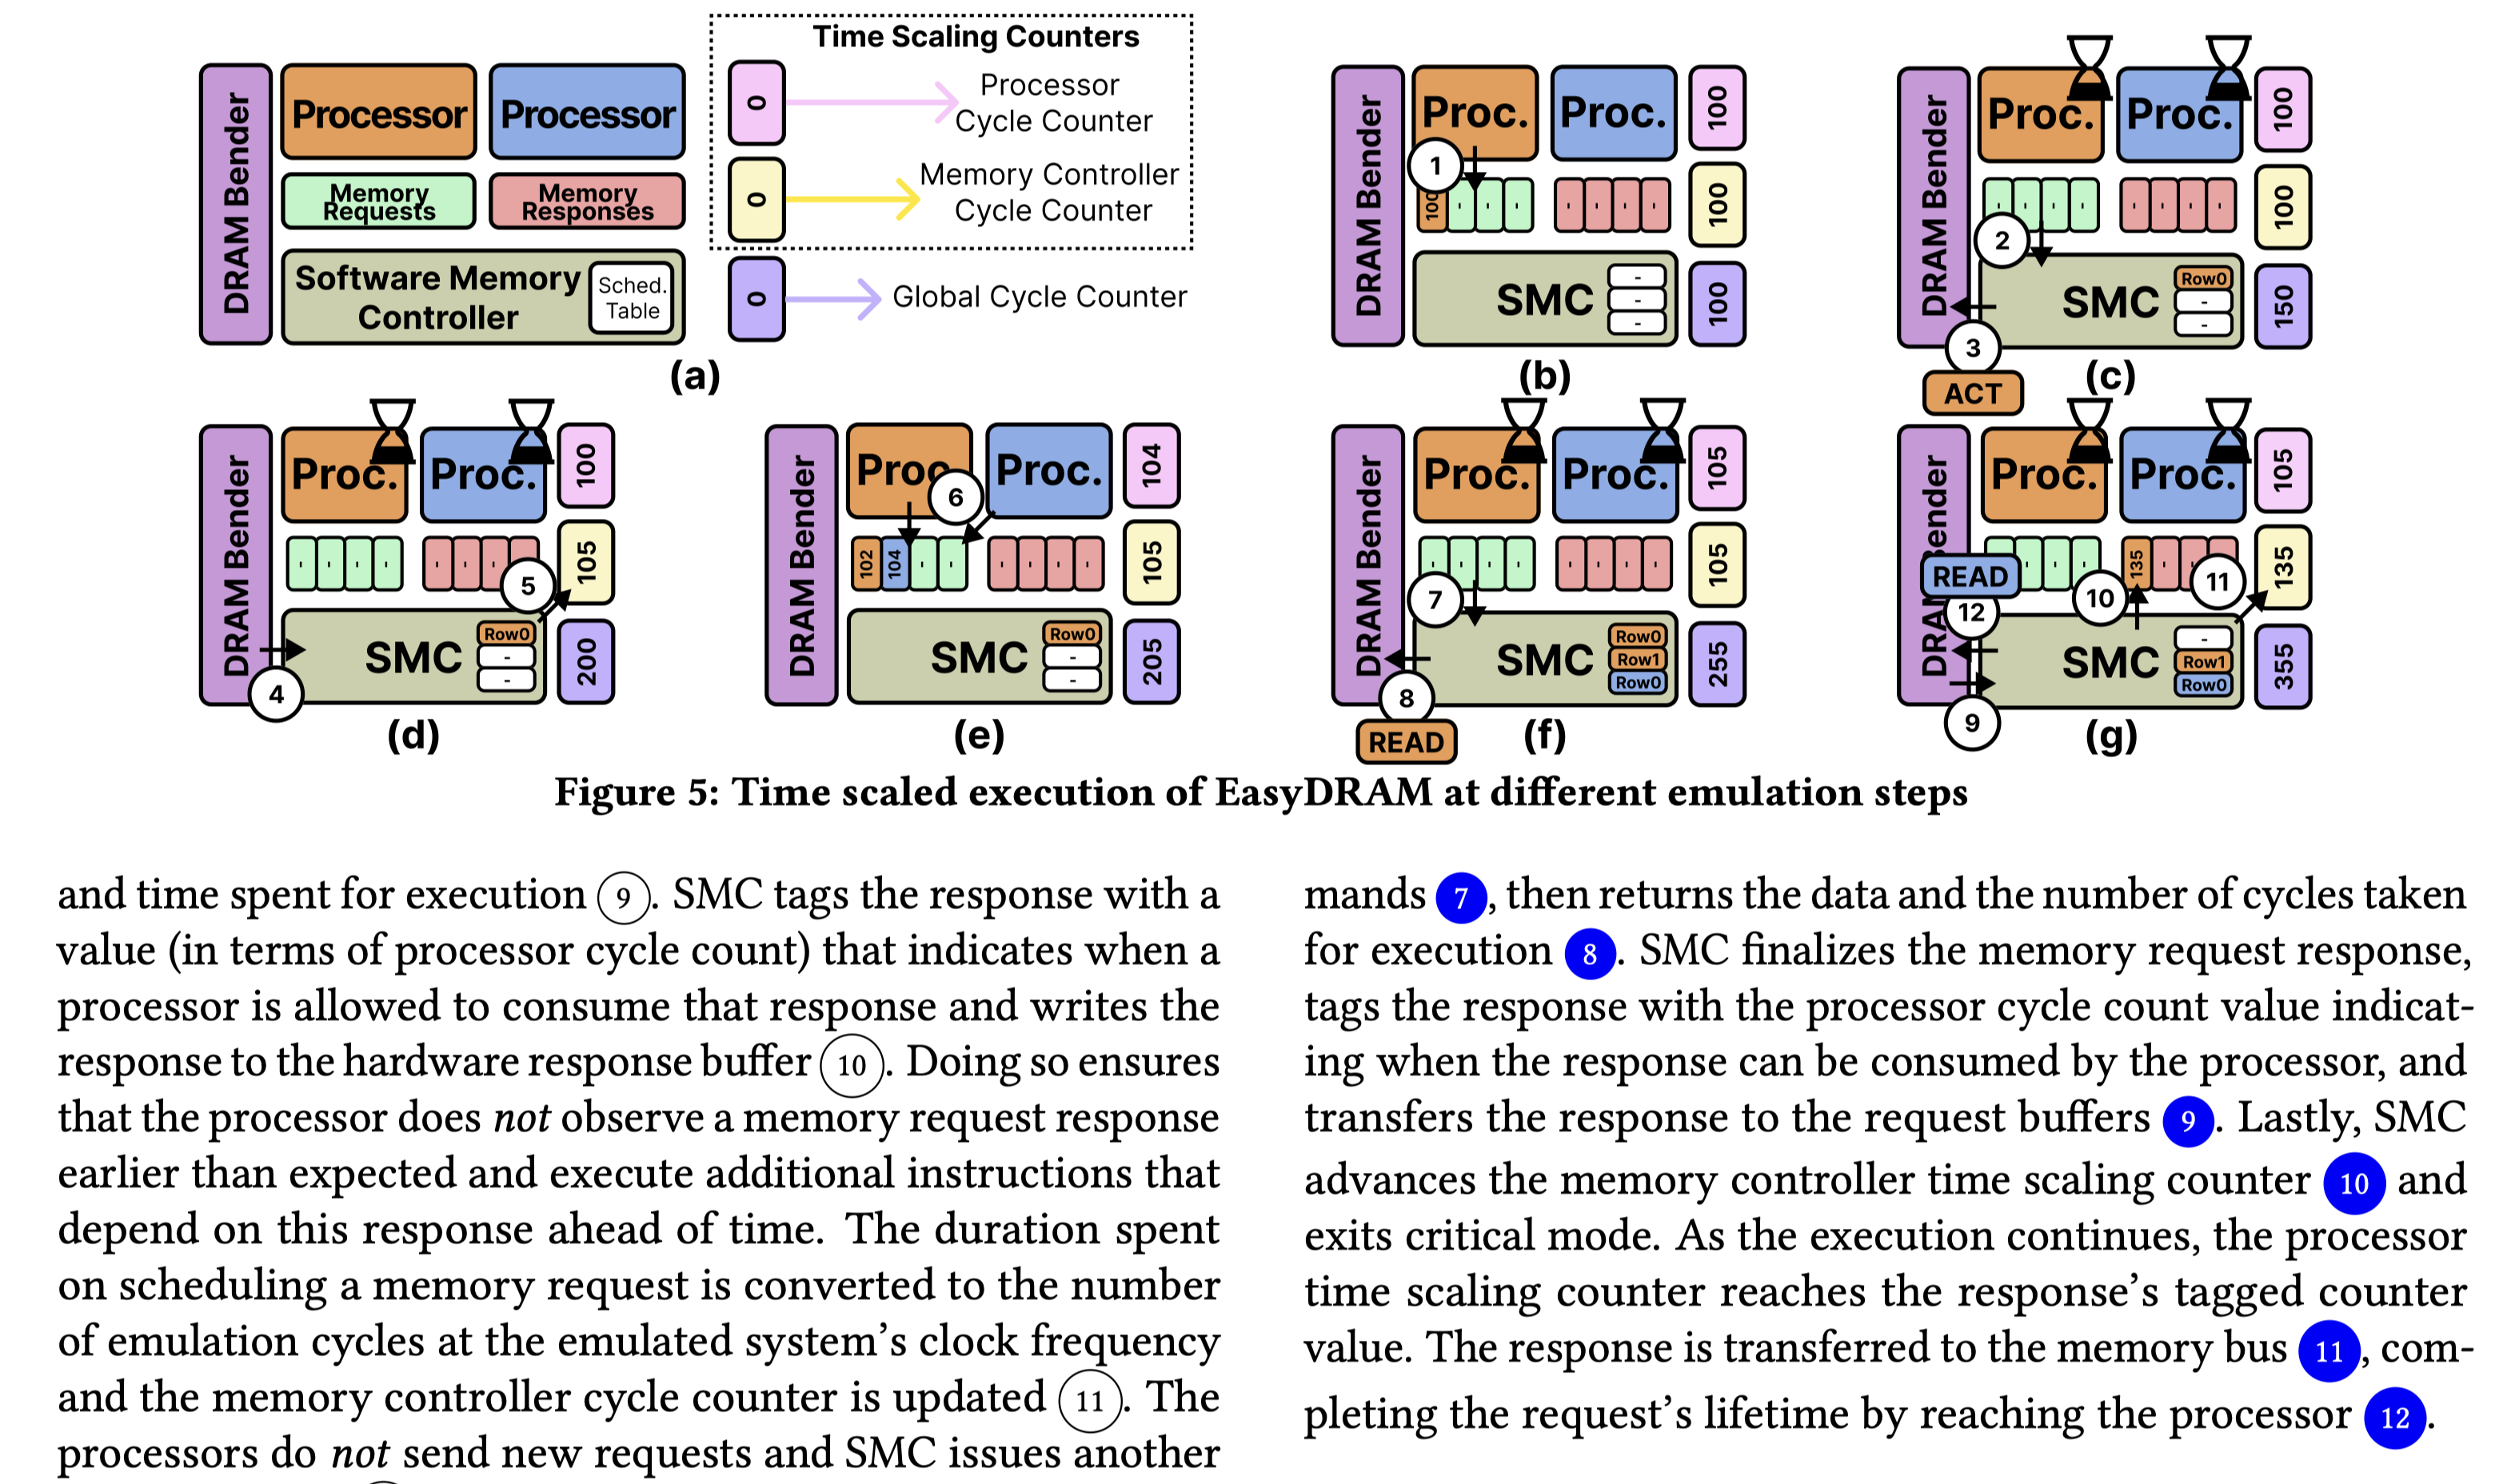 Time Scaling Counters
DRAM Bender
Processor
Processor
Memory
Requests
Memory
Responses
Software Memory
Controller
Sched.
Table
0
Processor
Cycle Counter
0
Memory Controller
Cycle Counter
0
Global Cycle Counter
(a)
DRAM Bender
Proc.
Proc.
1
100
-
-
-
-
-
-
-
SMC
-
-
-
100
100
100
(b)
DRAM Bender
Proc.
Proc.
-
-
-
-
-
-
-
-
2
SMC
Row0
-
-
3
ACT
100
100
150
(c)
DRAM Bender
Proc.
Proc.
-
-
-
-
-
-
-
5
SMC
Row0
-
-
4
100
105
200
(d)
DRAM Bender
Proc.
Proc.
6
102
104
-
-
-
-
-
-
SMC
Row0
-
-
104
105
205
(e)
DRAM Bender
Proc.
Proc.
-
-
-
-
-
-
-
-
7
SMC
Row0
Row1
Row0
8
READ
105
105
255
(f)
DRAM Bender
Proc.
Proc.
READ
-
-
-
135
-
-
10
11
12
SMC
-
Row1
Row0
9
105
135
355
(g)
Figure 5: Time scaled execution of EasyDRAM at different emulation steps
and time spent for execution 9. SMC tags the response with a
value (in terms of processor cycle count) that indicates when a
processor is allowed to consume that response and writes the
response to the hardware response buffer 10. Doing so ensures
that the processor does not observe a memory request response
earlier than expected and execute additional instructions that
depend on this response ahead of time. The duration spent
on scheduling a memory request is converted to the number
of emulation cycles at the emulated system's clock frequency
and the memory controller cycle counter is updated 11. The
processors do not send new requests and SMC issues another
mands 7, then returns the data and the number of cycles taken
for execution 8. SMC finalizes the memory request response,
tags the response with the processor cycle count value indicat-
ing when the response can be consumed by the processor, and
transfers the response to the request buffers 9. Lastly, SMC
advances the memory controller time scaling counter 10 and
exits critical mode. As the execution continues, the processor
time scaling counter reaches the response's tagged counter
value. The response is transferred to the memory bus 11, com-
pleting the request's lifetime by reaching the processor 12.